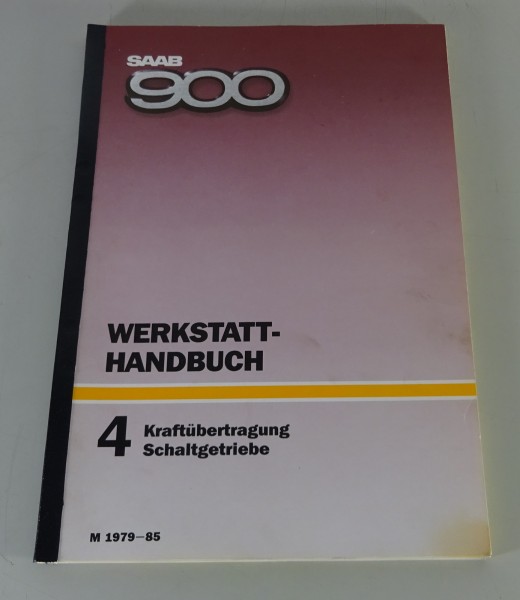 SAAB
900
WERKSTATT-
HANDBUCH
4 Kraftübertragung
Schaltgetriebe
M 1979–85